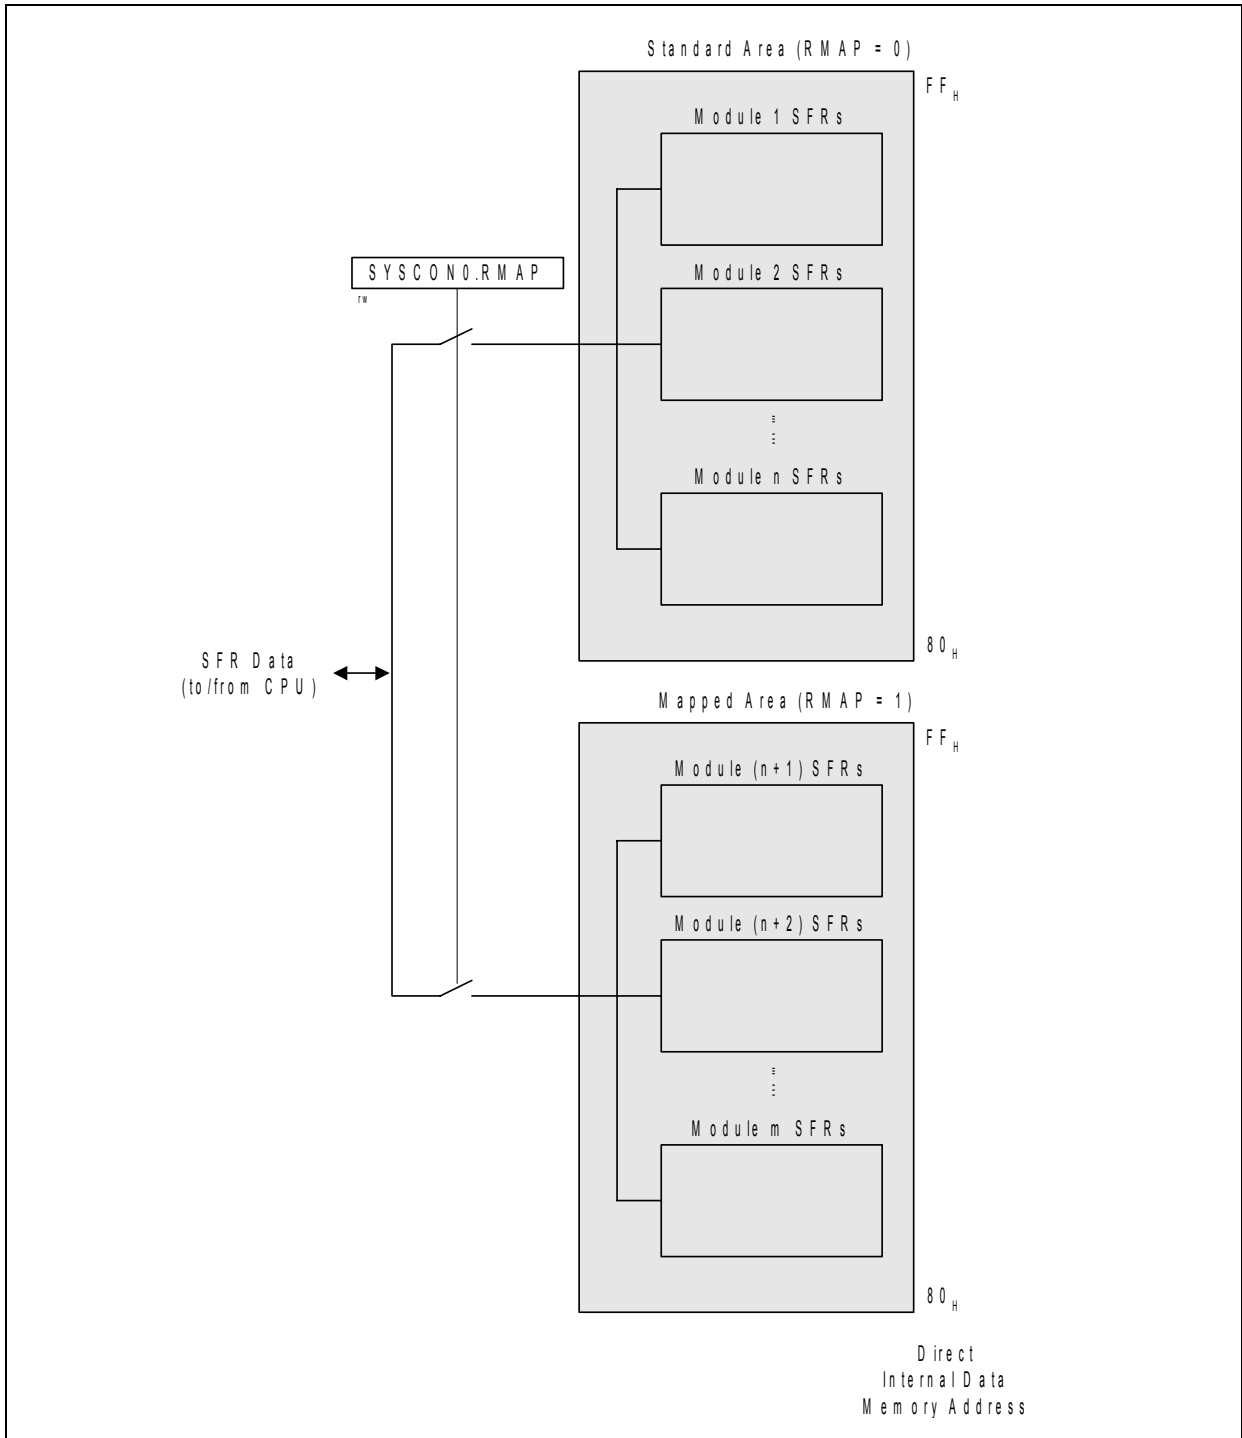 Standard Area (RMAP = 0)
FFH
Module 1 SFRs
SYSCON0.RMAP
rw
Module 2 SFRs
...
Module n SFRs
80H
SFR Data
(to/from CPU)
Mapped Area (RMAP = 1)
FFH
Module (n+1) SFRs
Module (n+2) SFRs
...
Module m SFRs
80H
Direct
Internal Data
Memory Address